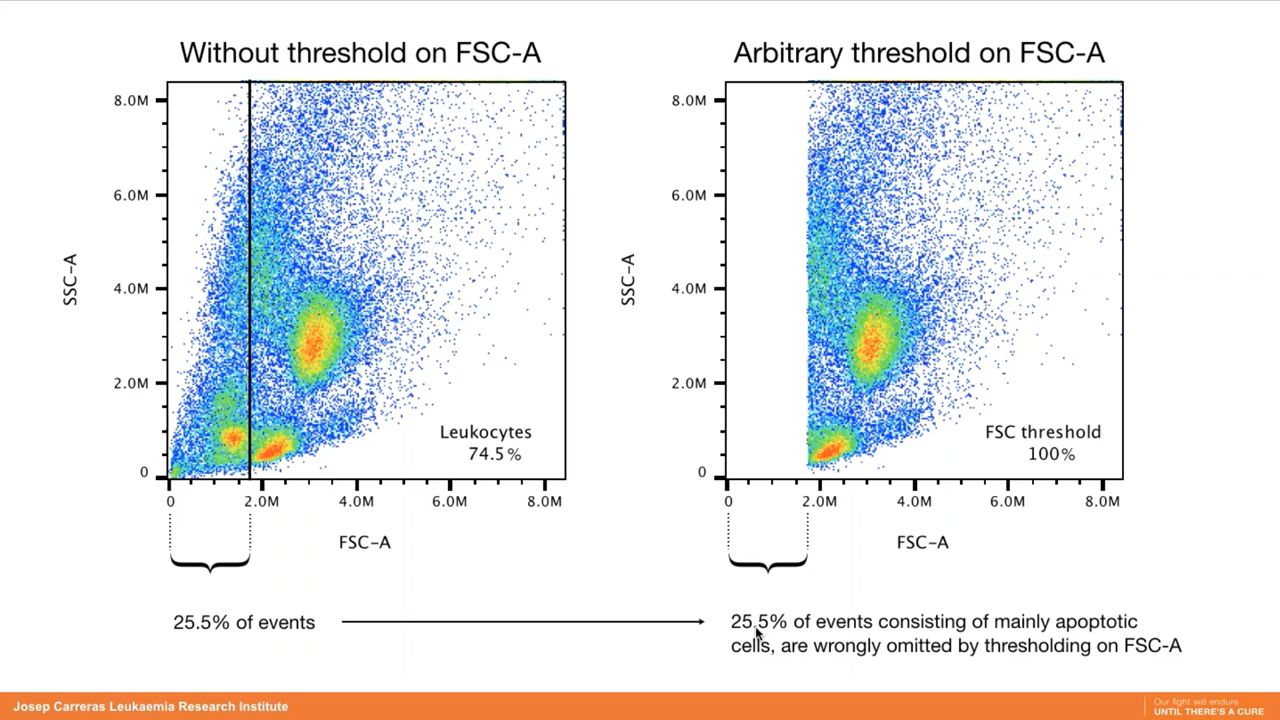 Without threshold on FSC-A
Arbitrary threshold on FSC-A
8.0M
6.0M
4.0M
2.0M
0
SSC-A
Leukocytes
74.5%
0
2.0M
4.0M
6.0M
8.0M
FSC-A
8.0M
6.0M
4.0M
2.0M
0
SSC-A
FSC threshold
100%
0
2.0M
4.0M
6.0M
8.0M
FSC-A
25.5% of events
25.5% of events consisting of mainly apoptotic
cells, are wrongly omitted by thresholding on FSC-A
Josep Carreras Leukaemia Research Institute
Our fight will endure
UNTIL THERE'S A CURE